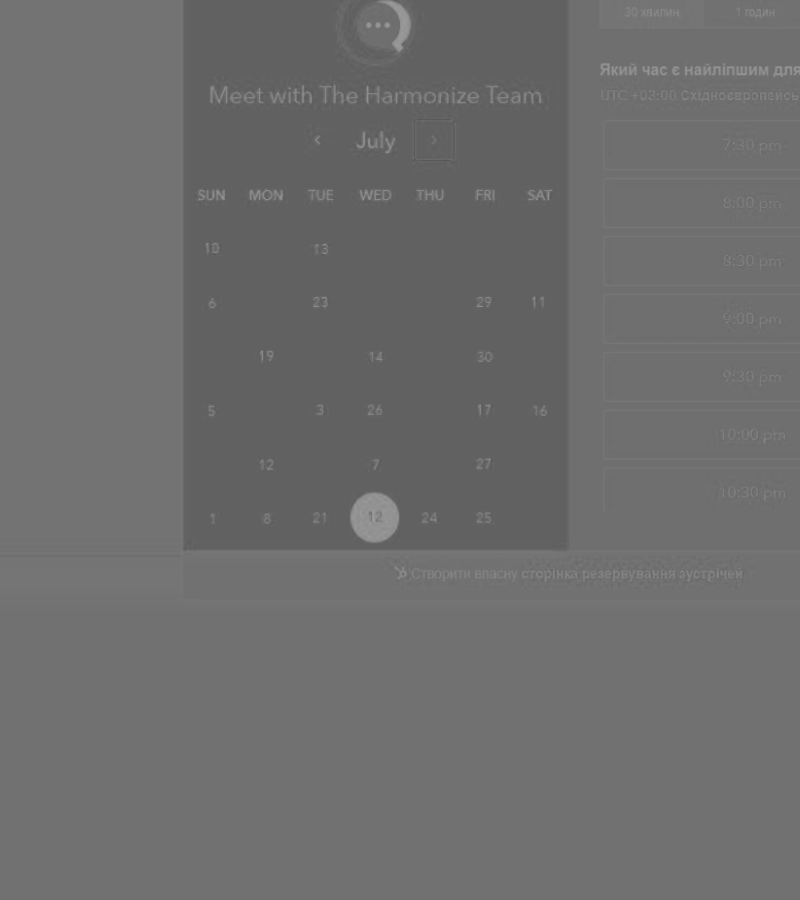 30 хвилин 1 годин
Meet with The Harmonize Team
Який час є найліпшим для
July
UTC +03:00 Східноєвропейсь
7:30 pm
SUN MON TUE WED THU FRI SAT
8:00 pm
10 13
8:30 pm
6 23 29 11
9:00 pm
19 14 30
9:30 pm
5 3 26 17 16
10:00 pm
12 7 27
10:30 pm
1 8 21 12 24 25
Створити власну сторінка резервування зустрічей